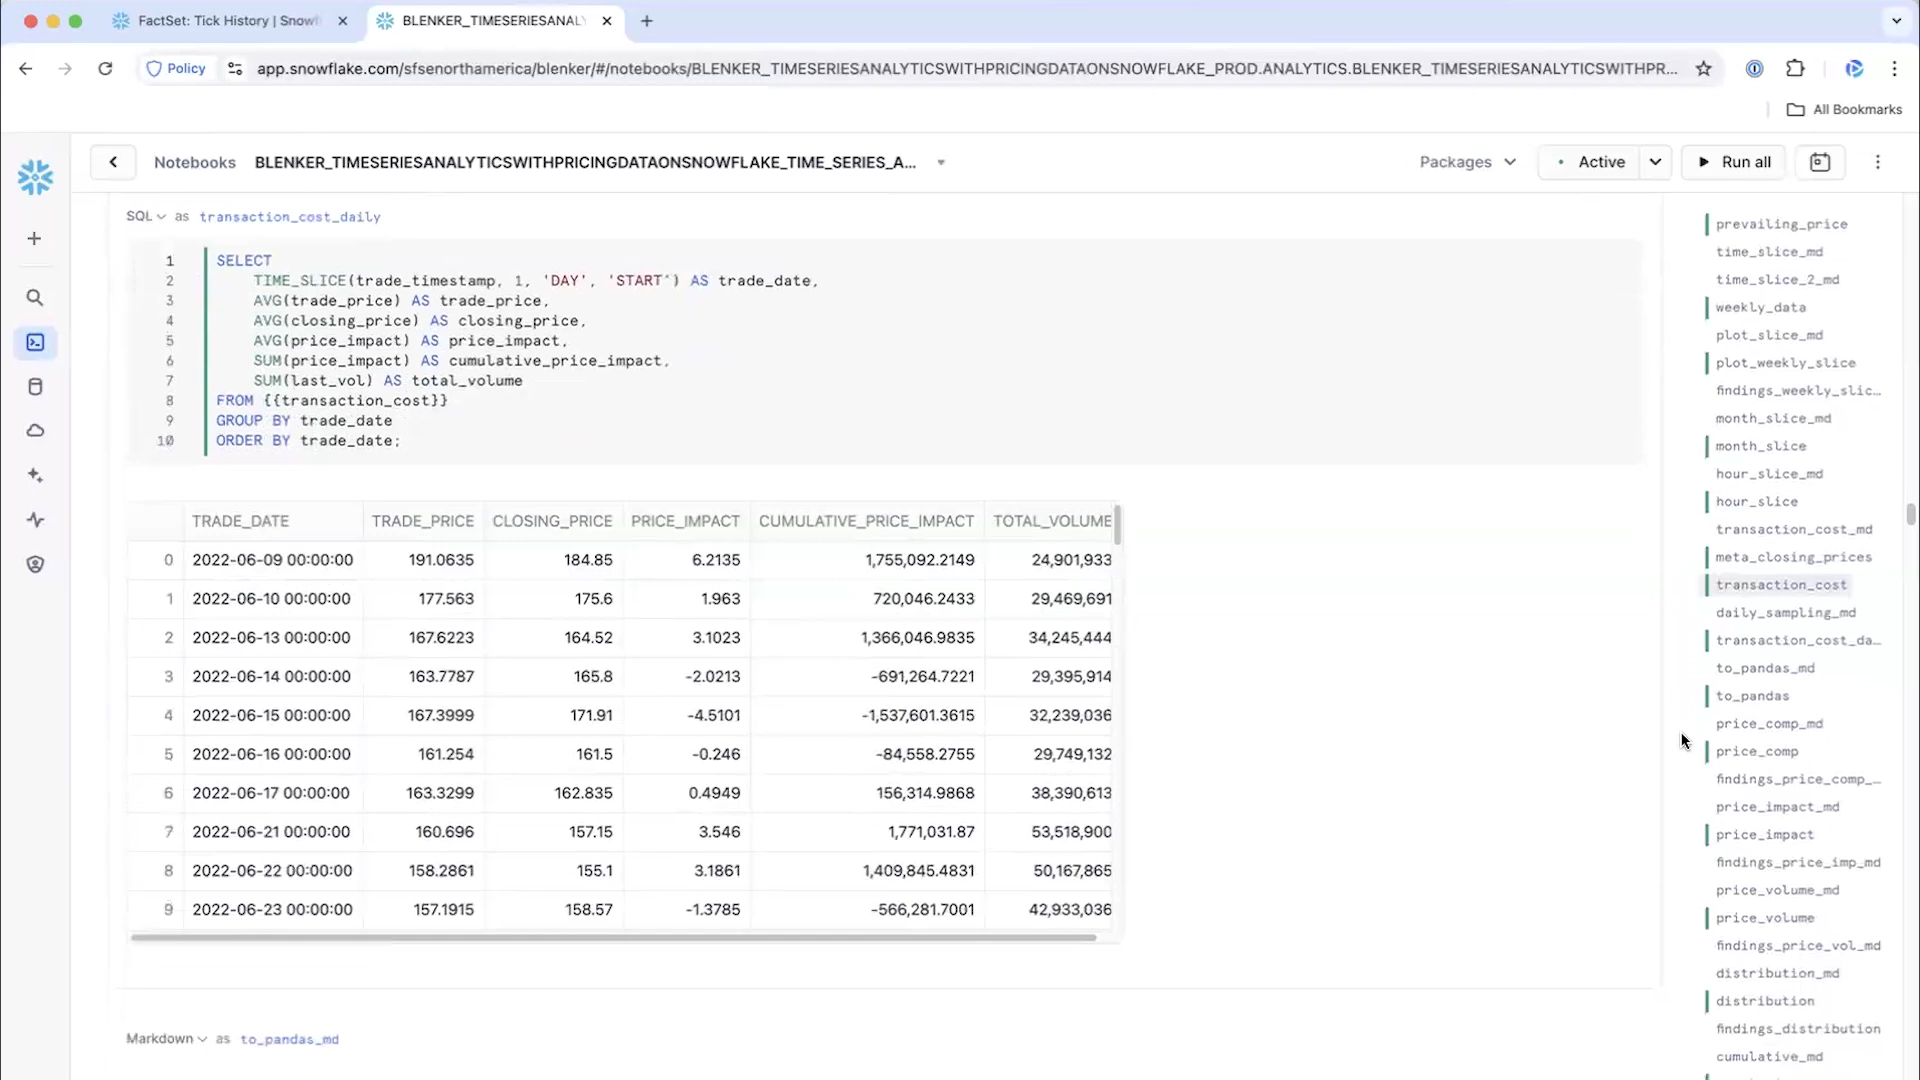 FactSet: Tick History | Snowfl
BLENKER_TIMESERIESANALY
Policy
app.snowflake.com/sfsenorthamerica/blenker/#/notebooks/BLENKER_TIMESERIESANALYTICSWITHPRICINGDATAONSNOWFLAKE_PROD.ANALYTICS.BLENKER_TIMESERIESANALYTICSWITHPR...
All Bookmarks
Notebooks
BLENKER_TIMESERIESANALYTICSWITHPRICINGDATAONSNOWFLAKE_TIME_SERIES_A...
Packages
Active
Run all
SQL as transaction_cost_daily
1 SELECT
2 TIME_SLICE(trade_timestamp, 1, 'DAY', 'START') AS trade_date,
3 AVG(trade_price) AS trade_price,
4 AVG(closing_price) AS closing_price,
5 AVG(price_impact) AS price_impact,
6 SUM(price_impact) AS cumulative_price_impact,
7 SUM(last_vol) AS total_volume
8 FROM {{transaction_cost}}
9 GROUP BY trade_date
10 ORDER BY trade_date;
TRADE_DATE TRADE_PRICE CLOSING_PRICE PRICE_IMPACT CUMULATIVE_PRICE_IMPACT TOTAL_VOLUME
0 2022-06-09 00:00:00 191.0635 184.85 6.2135 1,755,092.2149 24,901,933
1 2022-06-10 00:00:00 177.563 175.6 1.963 720,046.2433 29,469,691
2 2022-06-13 00:00:00 167.6223 164.52 3.1023 1,366,046.9835 34,245,444
3 2022-06-14 00:00:00 163.7787 165.8 -2.0213 -691,264.7221 29,395,914
4 2022-06-15 00:00:00 167.3999 171.91 -4.5101 -1,537,601.3615 32,239,036
5 2022-06-16 00:00:00 161.254 161.5 -0.246 -84,558.2755 29,749,132
6 2022-06-17 00:00:00 163.3299 162.835 0.4949 156,314.9868 38,390,613
7 2022-06-21 00:00:00 160.696 157.15 3.546 1,771,031.87 53,518,900
8 2022-06-22 00:00:00 158.2861 155.1 3.1861 1,409,845.4831 50,167,865
9 2022-06-23 00:00:00 157.1915 158.57 -1.3785 -566,281.7001 42,933,036
Markdown as to_pandas_md
prevailing_price
time_slice_md
time_slice_2_md
weekly_data
plot_slice_md
plot_weekly_slice
findings_weekly_slic...
month_slice_md
month_slice
hour_slice_md
hour_slice
transaction_cost_md
meta_closing_prices
transaction_cost
daily_sampling_md
transaction_cost_da...
to_pandas_md
to_pandas
price_comp_md
price_comp
findings_price_comp_...
price_impact_md
price_impact
findings_price_imp_md
price_volume_md
price_volume
findings_price_vol_md
distribution_md
distribution
findings_distribution
cumulative_md